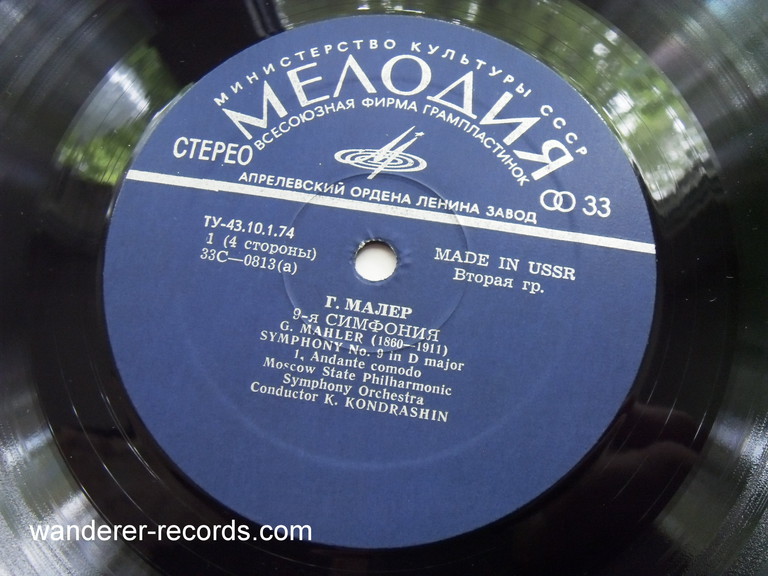 МИНИСТЕРСТВО КУЛЬТУРЫ СССР
МЕЛОДИЯ
ВСЕСОЮЗНАЯ ФИРМА ГРАМПЛАСТИНОК
СТЕРЕО
33
АПРЕЛЕВСКИЙ ОРДЕНА ЛЕНИНА ЗАВОД
ТУ-43.10.1.74
1 (4 стороны)
33С—0813(а)
MADE IN USSR
Вторая гр.
Г. МАЛЕР
9-я СИМФОНИЯ
G. MAHLER (1860—1911)
SYMPHONY No. 9 in D major
1. Andante comodo
Moscow State Philharmonic
Symphony Orchestra
Conductor K. KONDRASHIN
wanderer-records.com